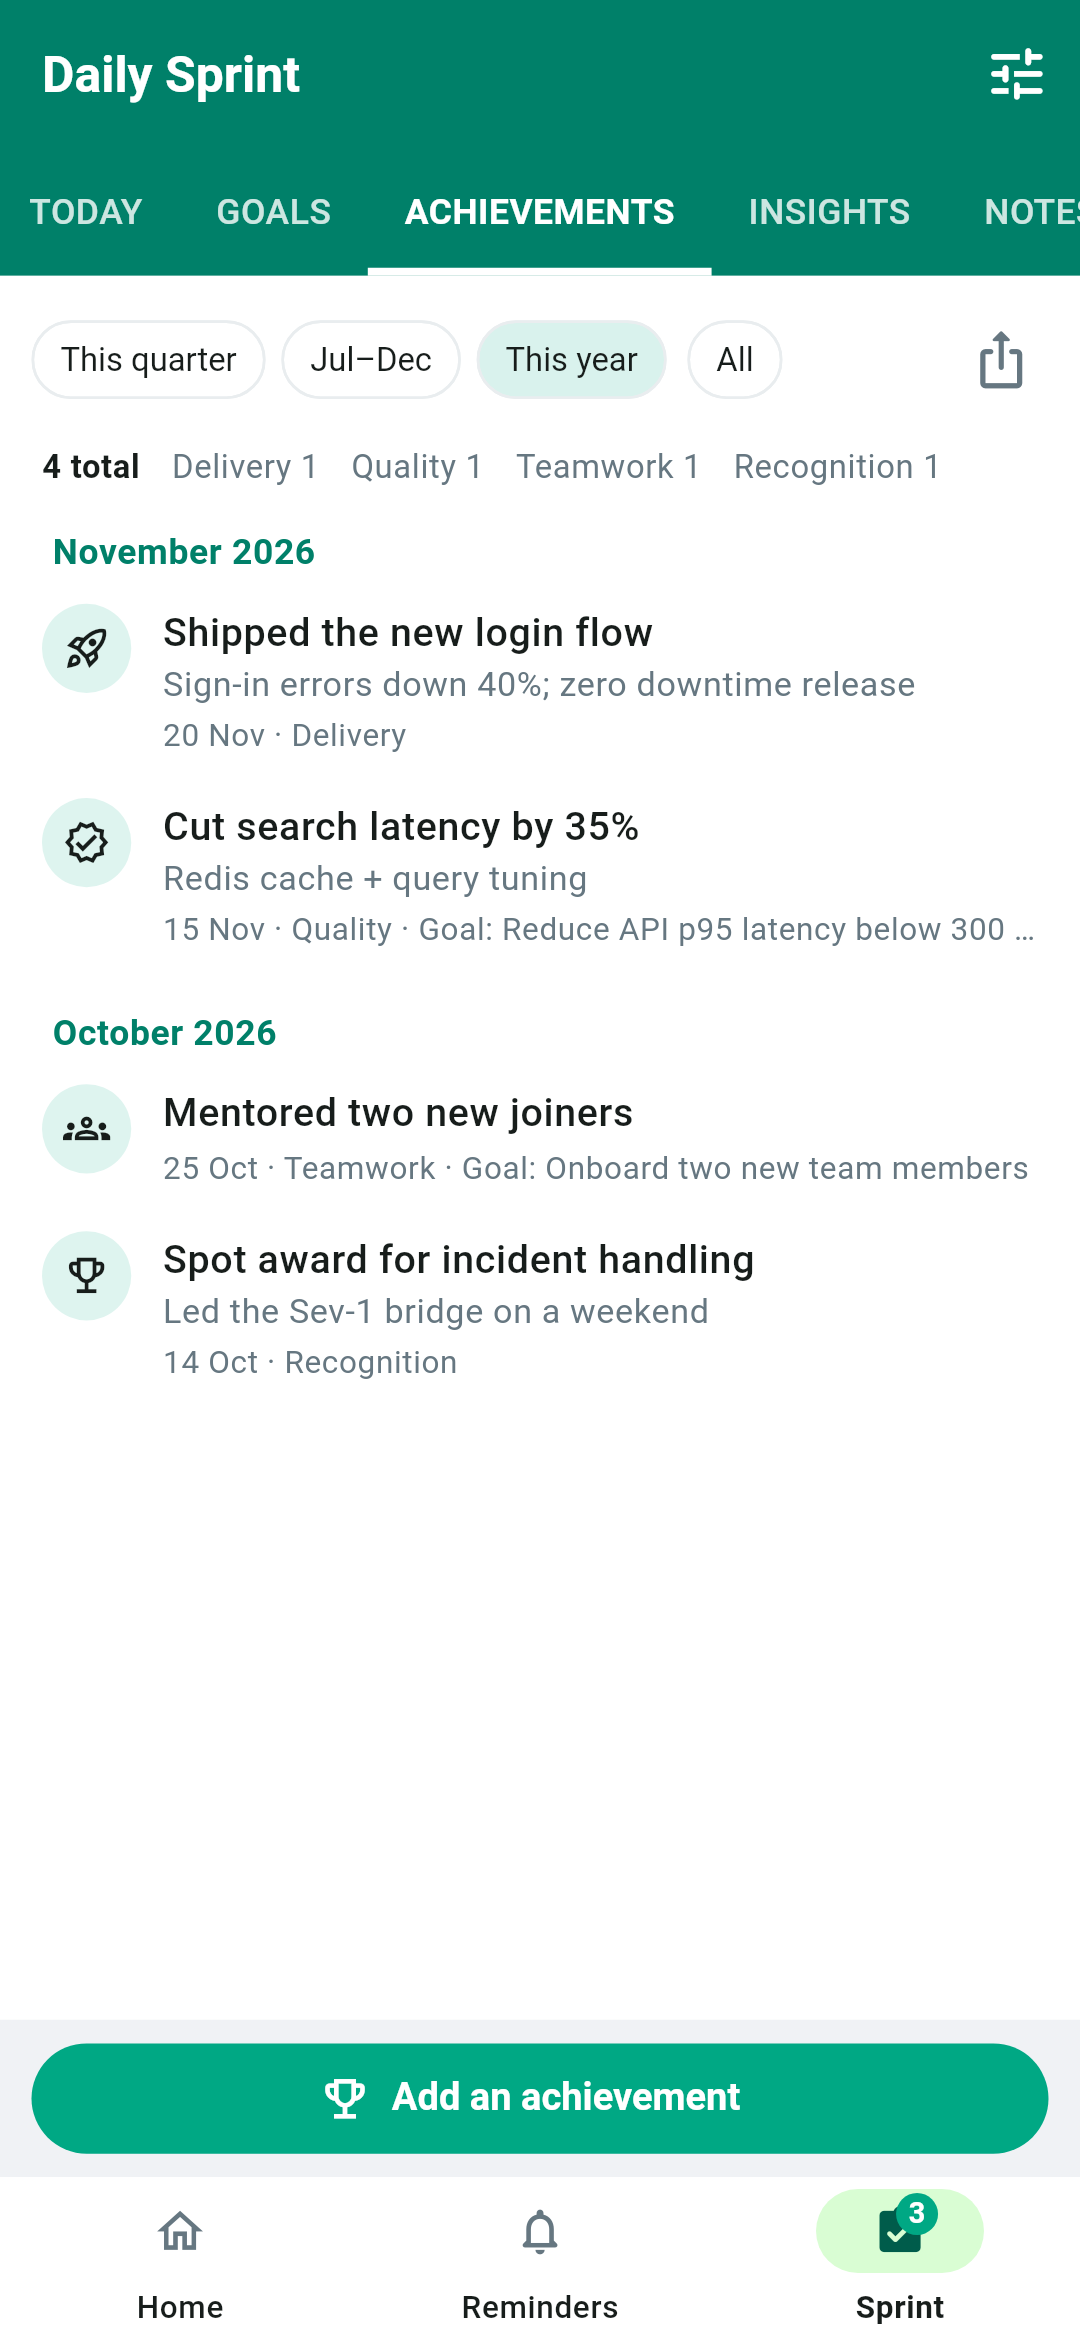 Daily Sprint
TODAY GOALS ACHIEVEMENTS INSIGHTS NOTES
This quarter Jul–Dec This year All
4 total Delivery 1 Quality 1 Teamwork 1 Recognition 1
November 2026
Shipped the new login flow
Sign-in errors down 40%; zero downtime release
20 Nov · Delivery
Cut search latency by 35%
Redis cache + query tuning
15 Nov · Quality · Goal: Reduce API p95 latency below 300 …
October 2026
Mentored two new joiners
25 Oct · Teamwork · Goal: Onboard two new team members
Spot award for incident handling
Led the Sev-1 bridge on a weekend
14 Oct · Recognition
Add an achievement
3
Home Reminders Sprint